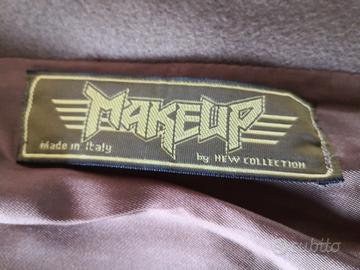 MAKEUP
Made in Italy
by NEW COLLECTION
subito